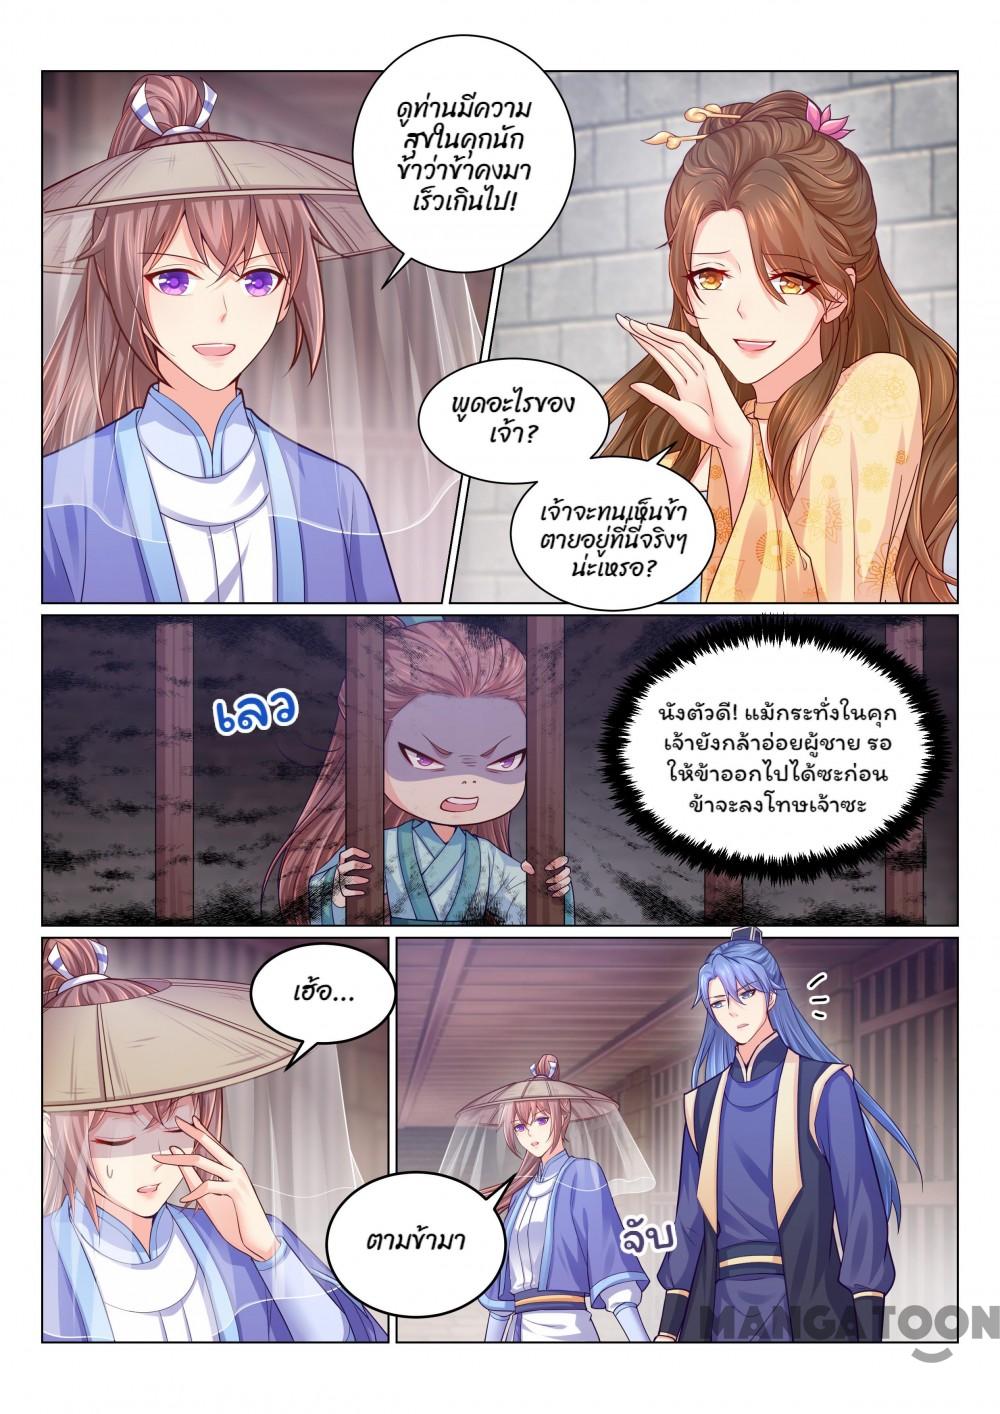 ดูท่านมีความ
สุขในคุกนัก
ข้าว่าข้าคงมา
เร็วเกินไป!
พูดอะไรของ
เจ้า?
เจ้าจะทนเห็นข้า
ตายอยู่ที่นี่จริงๆ
น่ะเหรอ?
เลว
นังตัวดี! แม้กระทั่งในคุก
เจ้ายังกล้าอ่อยผู้ชาย รอ
ให้ข้าออกไปได้ซะก่อน
ข้าจะลงโทษเจ้าซะ
เฮ้อ...
ตามข้ามา
จับ
MANGATOON